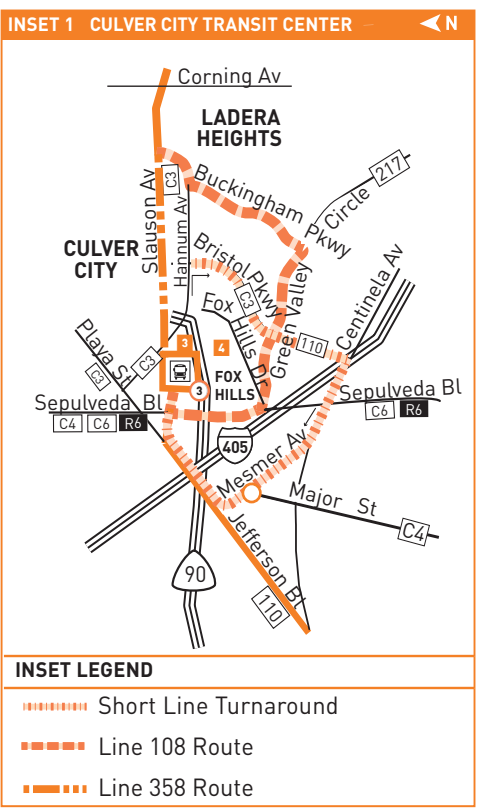 INSET 1 CULVER CITY TRANSIT CENTER
N
Corning Av
LADERA
HEIGHTS
Slauson Av
C3
Hannum Av
Buckingham Pkwy
Circle
217
CULVER
CITY
Bristol Pkwy
C3
Fox
Hills Dr
Green Valley
110
Centinela Av
Playa St
C3
C3
3
4
FOX
HILLS
3
Sepulveda Bl
C4 C6 R6
Sepulveda Bl
C6 R6
405
Mesmer Av
Major St
C4
Jefferson Bl
110
90
INSET LEGEND
Short Line Turnaround
Line 108 Route
Line 358 Route